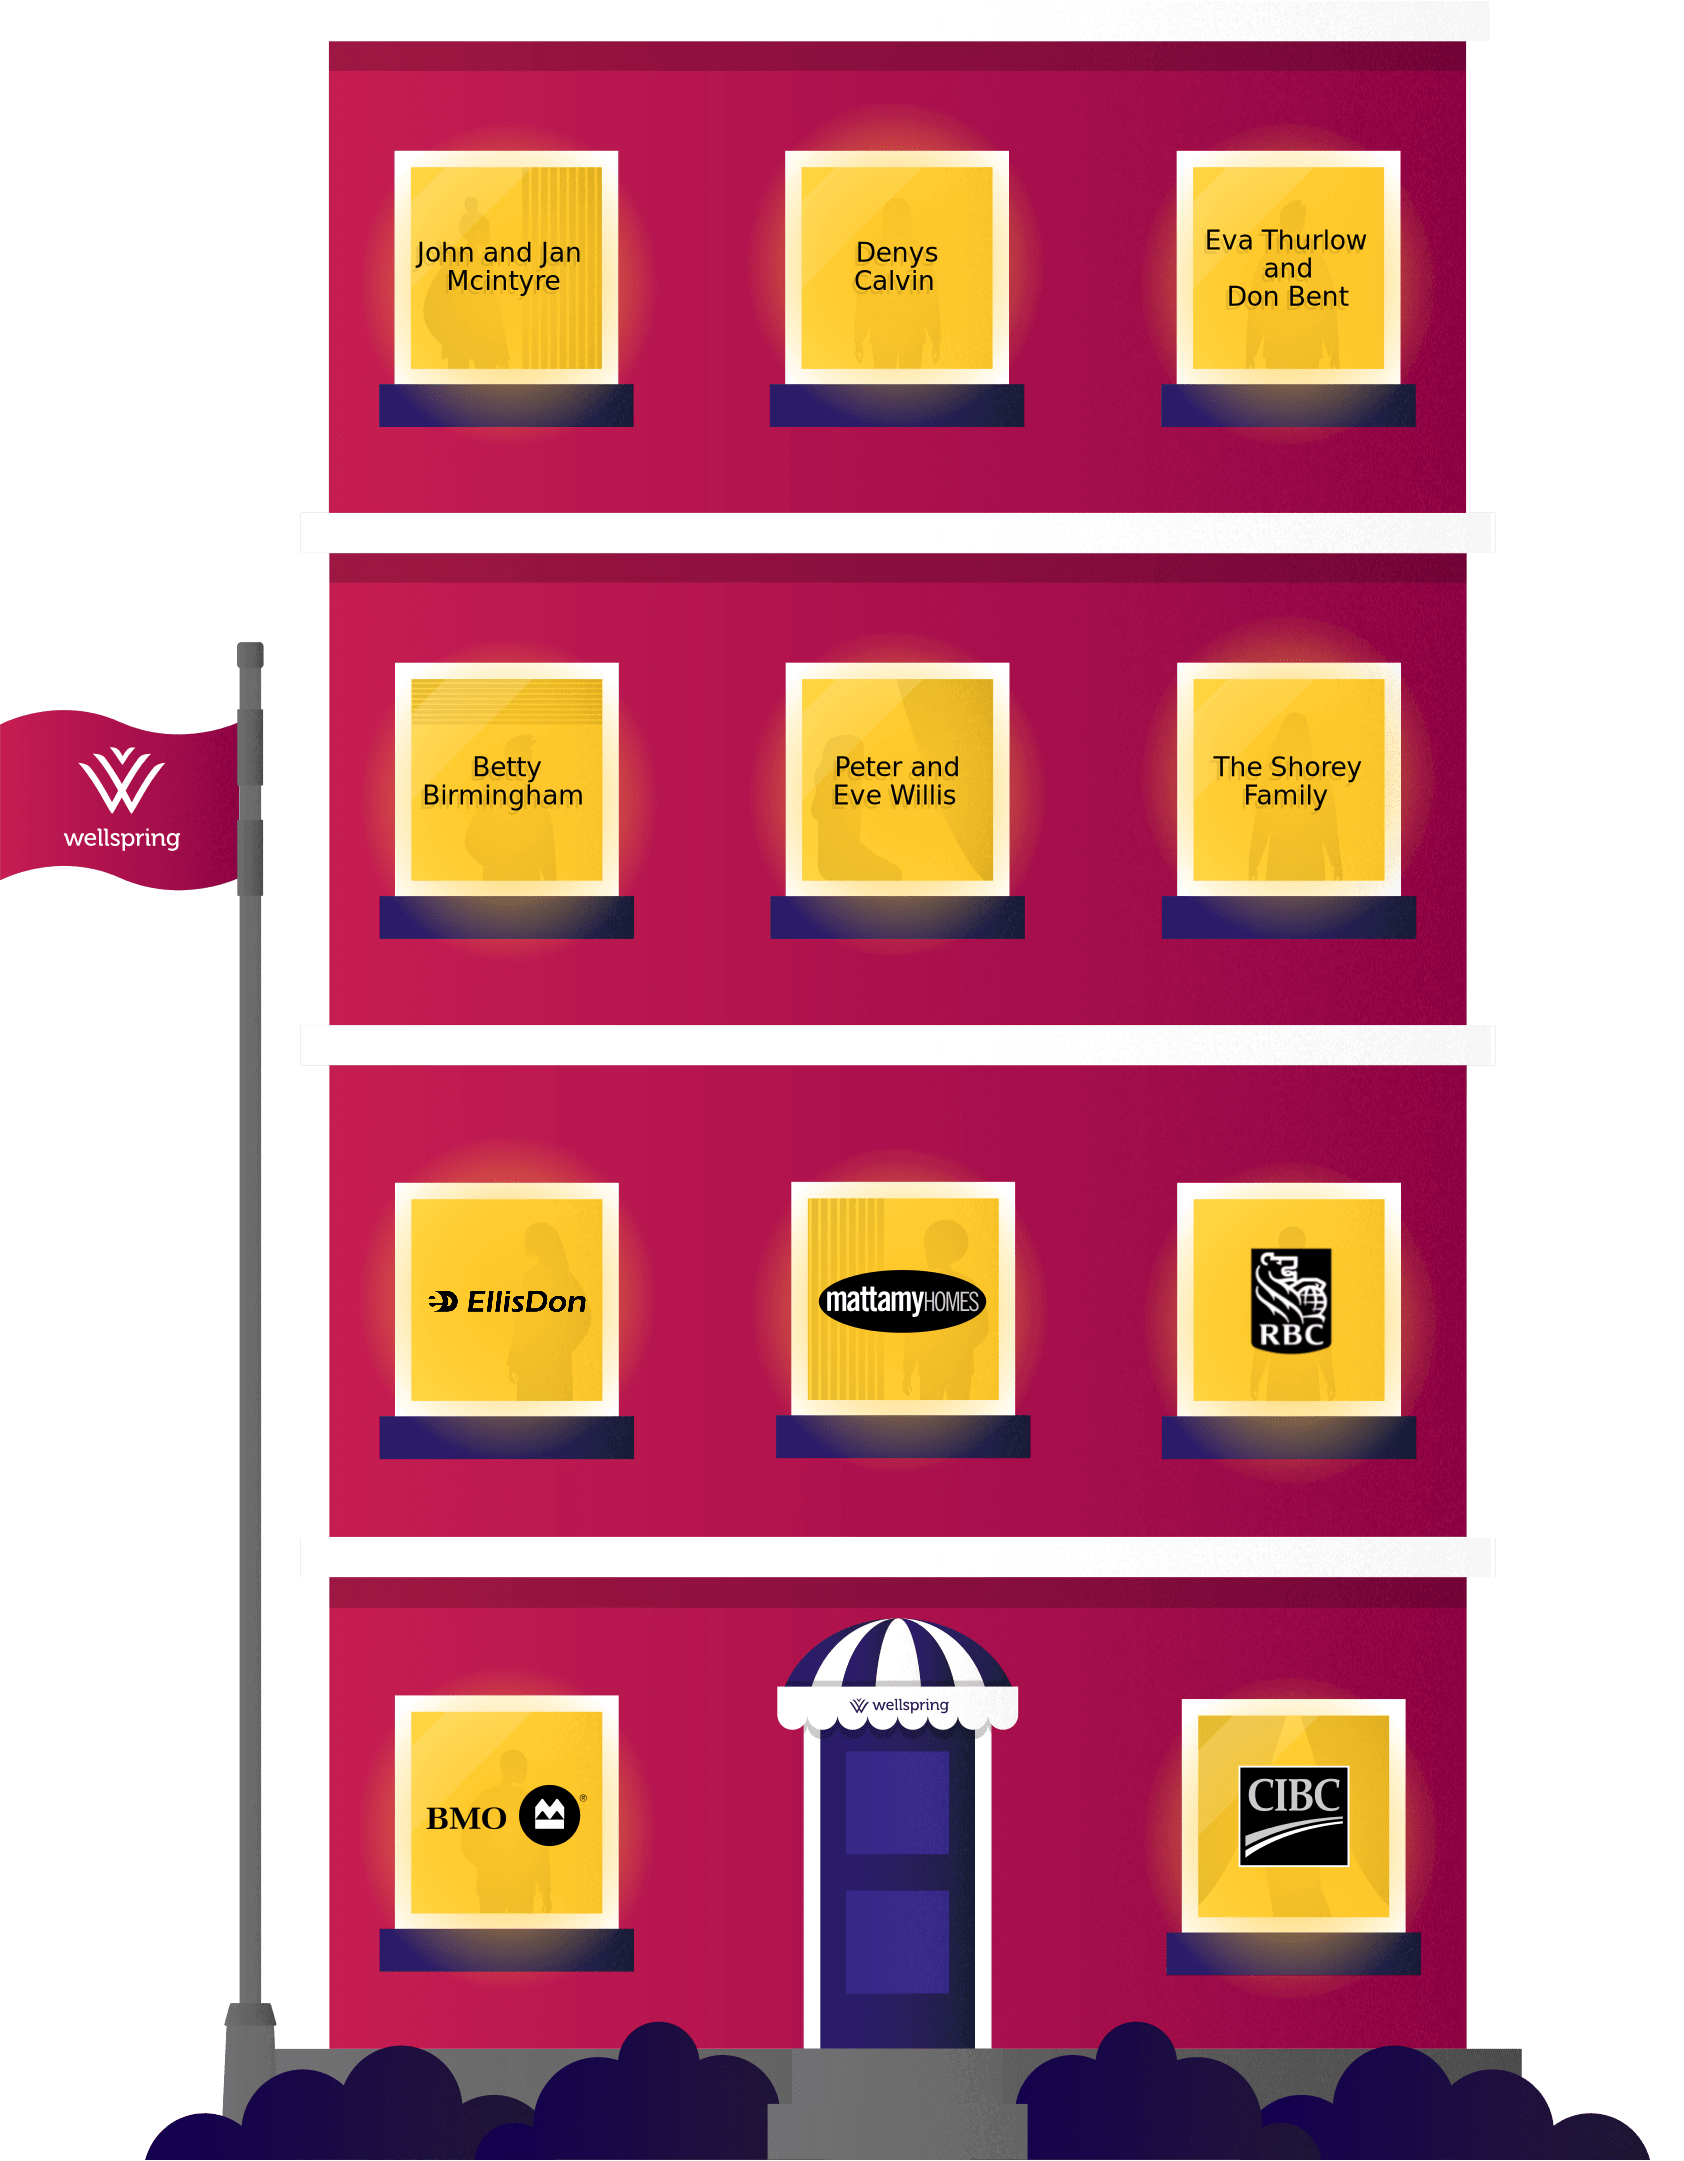 John and Jan
Mcintyre
Denys
Calvin
Eva Thurlow
and
Don Bent
wellspring
Betty
Birmingham
Peter and
Eve Willis
The Shorey
Family
EllisDon
mattamyHOMES
RBC
wellspring
BMO ®
CIBC